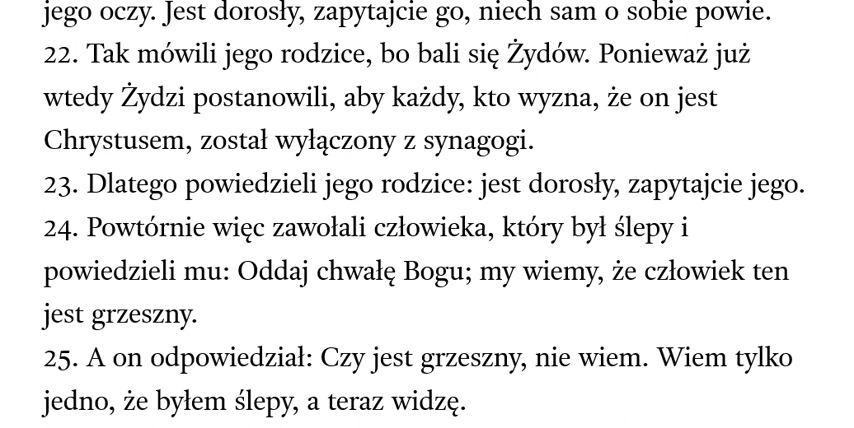 jego oczy. Jest dorosły, zapytajcie go, niech sam o sobie powie.
22. Tak mówili jego rodzice, bo bali się Żydów. Ponieważ już
wtedy Żydzi postanowili, aby każdy, kto wyzna, że on jest
Chrystusem, został wyłączony z synagogi.
23. Dlatego powiedzieli jego rodzice: jest dorosły, zapytajcie jego.
24. Powtórnie więc zawołali człowieka, który był ślepy i
powiedzieli mu: Oddaj chwałę Bogu; my wiemy, że człowiek ten
jest grzeszny.
25. A on odpowiedział: Czy jest grzeszny, nie wiem. Wiem tylko
jedno, że byłem ślepy, a teraz widzę.